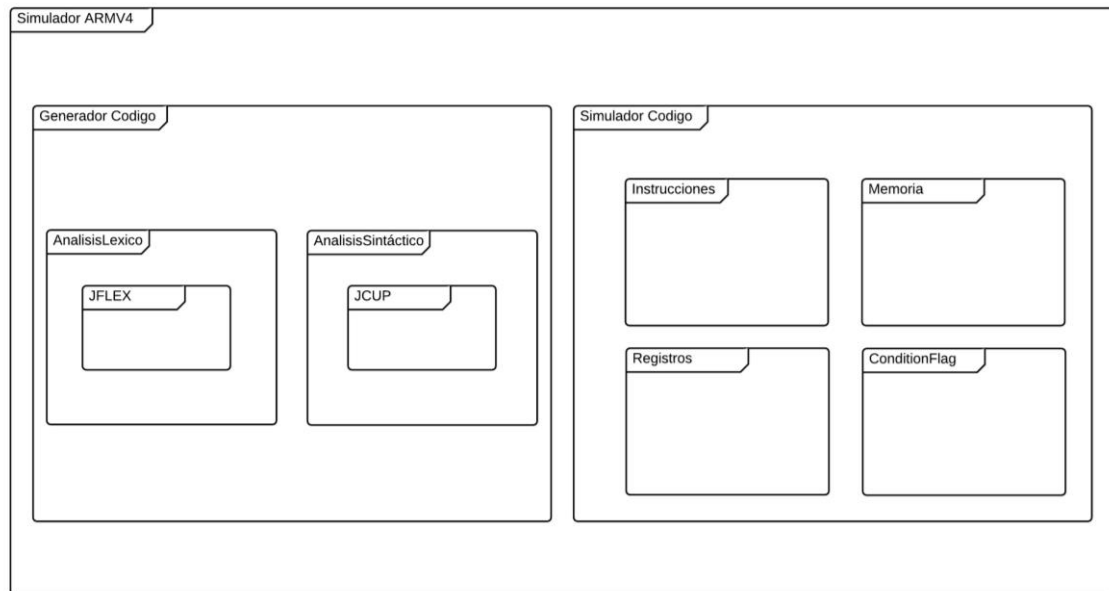 Simulador ARMV4
Generador Codigo
Simulador Codigo
Instrucciones
Memoria
AnalisisLexico
AnalisisSintáctico
JFLEX
JCUP
Registros
ConditionFlag